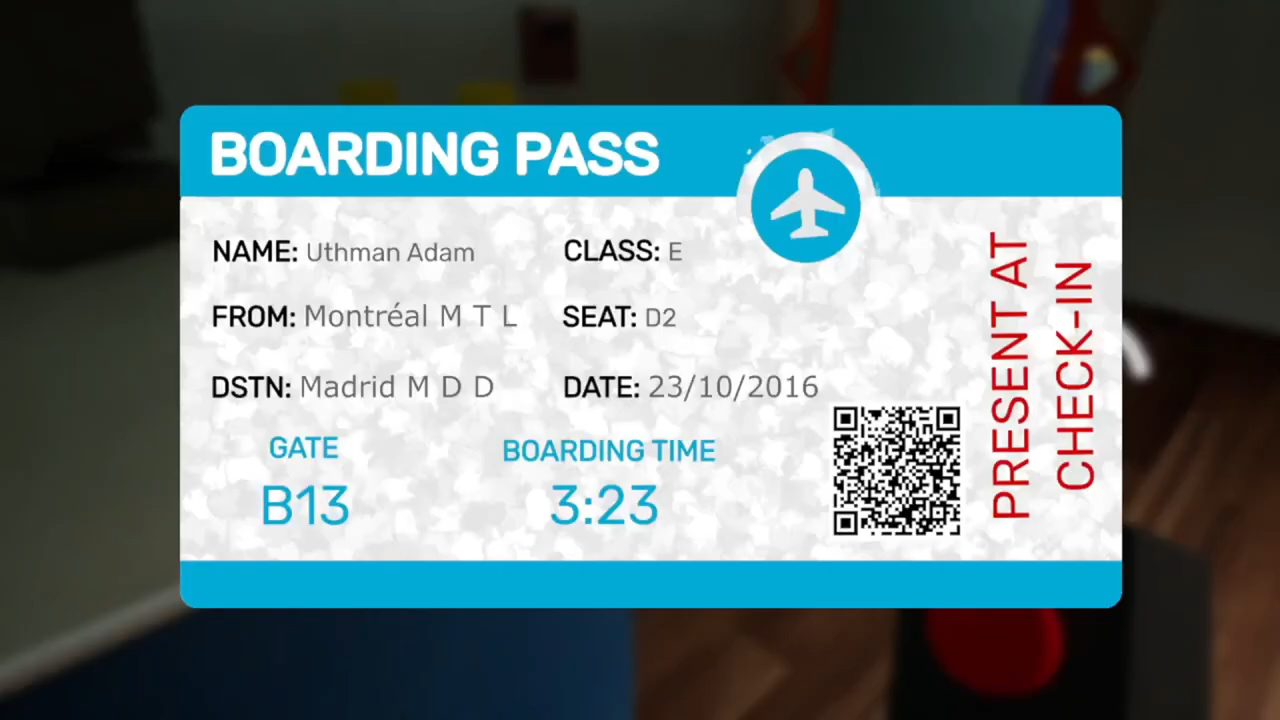 BOARDING PASS
NAME: Uthman Adam
CLASS: E
FROM: Montréal M T L
SEAT: D2
DSTN: Madrid M D D
DATE: 23/10/2016
GATE
BOARDING TIME
B13
3:23
PRESENT AT
CHECK-IN